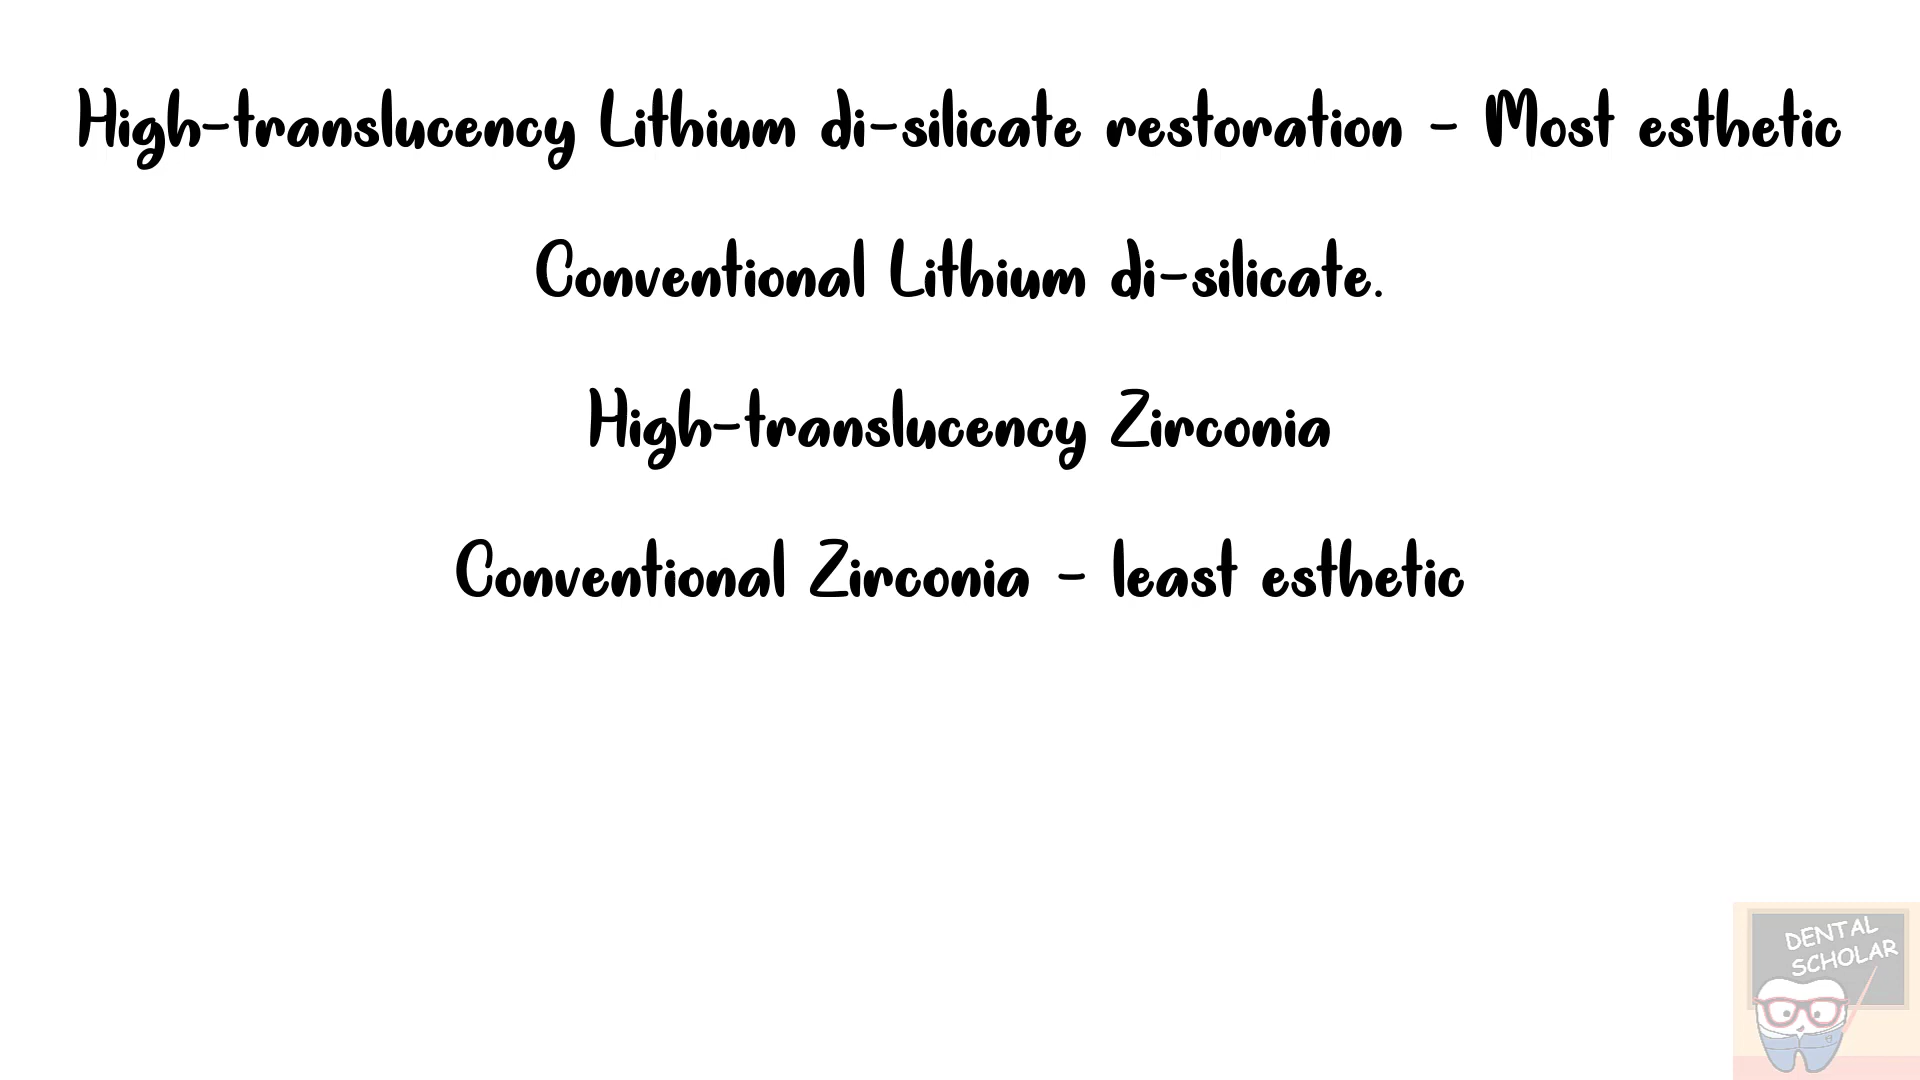 High-translucency Lithium di-silicate restoration - Most esthetic
Conventional Lithium di-silicate.
High-translucency Zirconia
Conventional Zirconia - least esthetic
DENTAL
SCHOLAR